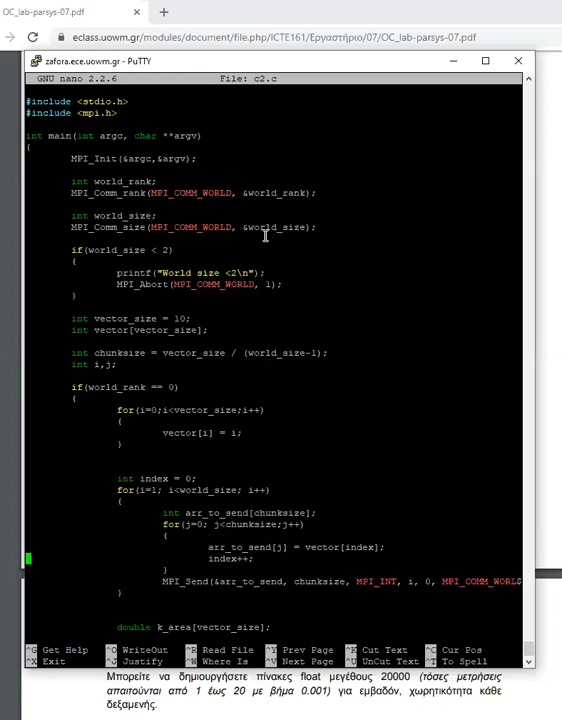 OC_lab-parsys-07.pdf
eclass.uowm.gr/modules/document/file.php/ICTE161/Εργαστήριο/07/OC_lab-parsys-07.pdf
zafora.ece.uowm.gr - PuTTY
GNU nano 2.2.6 File: c2.c
#include <stdio.h>
#include <mpi.h>
int main(int argc, char **argv)
{
MPI_Init(&argc,&argv);
int world_rank;
MPI_Comm_rank(MPI_COMM_WORLD, &world_rank);
int world_size;
MPI_Comm_size(MPI_COMM_WORLD, &world_size);
if(world_size < 2)
{
printf("World size <2\n");
MPI_Abort(MPI_COMM_WORLD, 1);
}
int vector_size = 10;
int vector[vector_size];
int chunksize = vector_size / (world_size-1);
int i,j;
if(world_rank == 0)
{
for(i=0;i<vector_size;i++)
{
vector[i] = i;
}
int index = 0;
for(i=1; i<world_size; i++)
{
int arr_to_send[chunksize];
for(j=0; j<chunksize;j++)
{
arr_to_send[j] = vector[index];
index++;
}
MPI_Send(&arr_to_send, chunksize, MPI_INT, i, 0, MPI_COMM_WORL$
}
double k_area[vector_size];
^G Get Help ^O WriteOut ^R Read File ^Y Prev Page ^K Cut Text ^C Cur Pos
^X Exit ^J Justify ^W Where Is ^V Next Page ^U UnCut Text ^T To Spell
Μπορείτε να δημιουργήσετε πίνακες float μεγέθους 20000 (τόσες μετρήσεις
απαιτούνται από 1 έως 20 με βήμα 0.001) για εμβαδόν, χωρητικότητα κάθε
δεξαμενής.